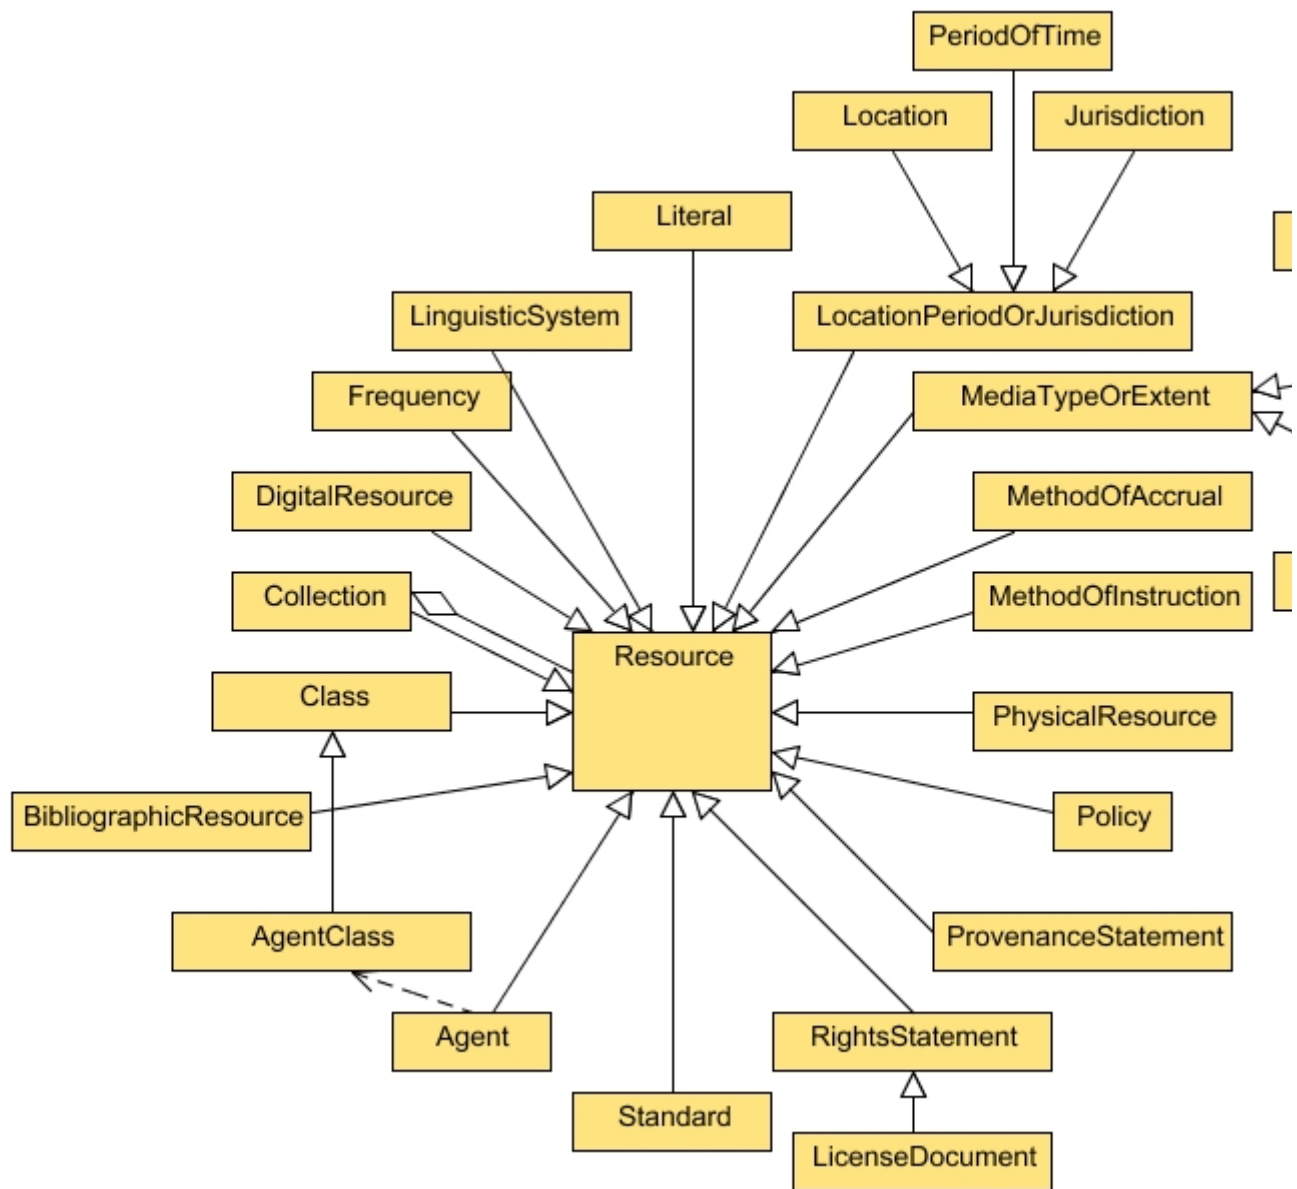 PeriodOfTime
Location
Jurisdiction
Literal
LinguisticSystem
LocationPeriodOrJurisdiction
Frequency
MediaTypeOrExtent
DigitalResource
MethodOfAccrual
Collection
MethodOfInstruction
Resource
Class
PhysicalResource
BibliographicResource
Policy
AgentClass
ProvenanceStatement
Agent
RightsStatement
Standard
LicenseDocument